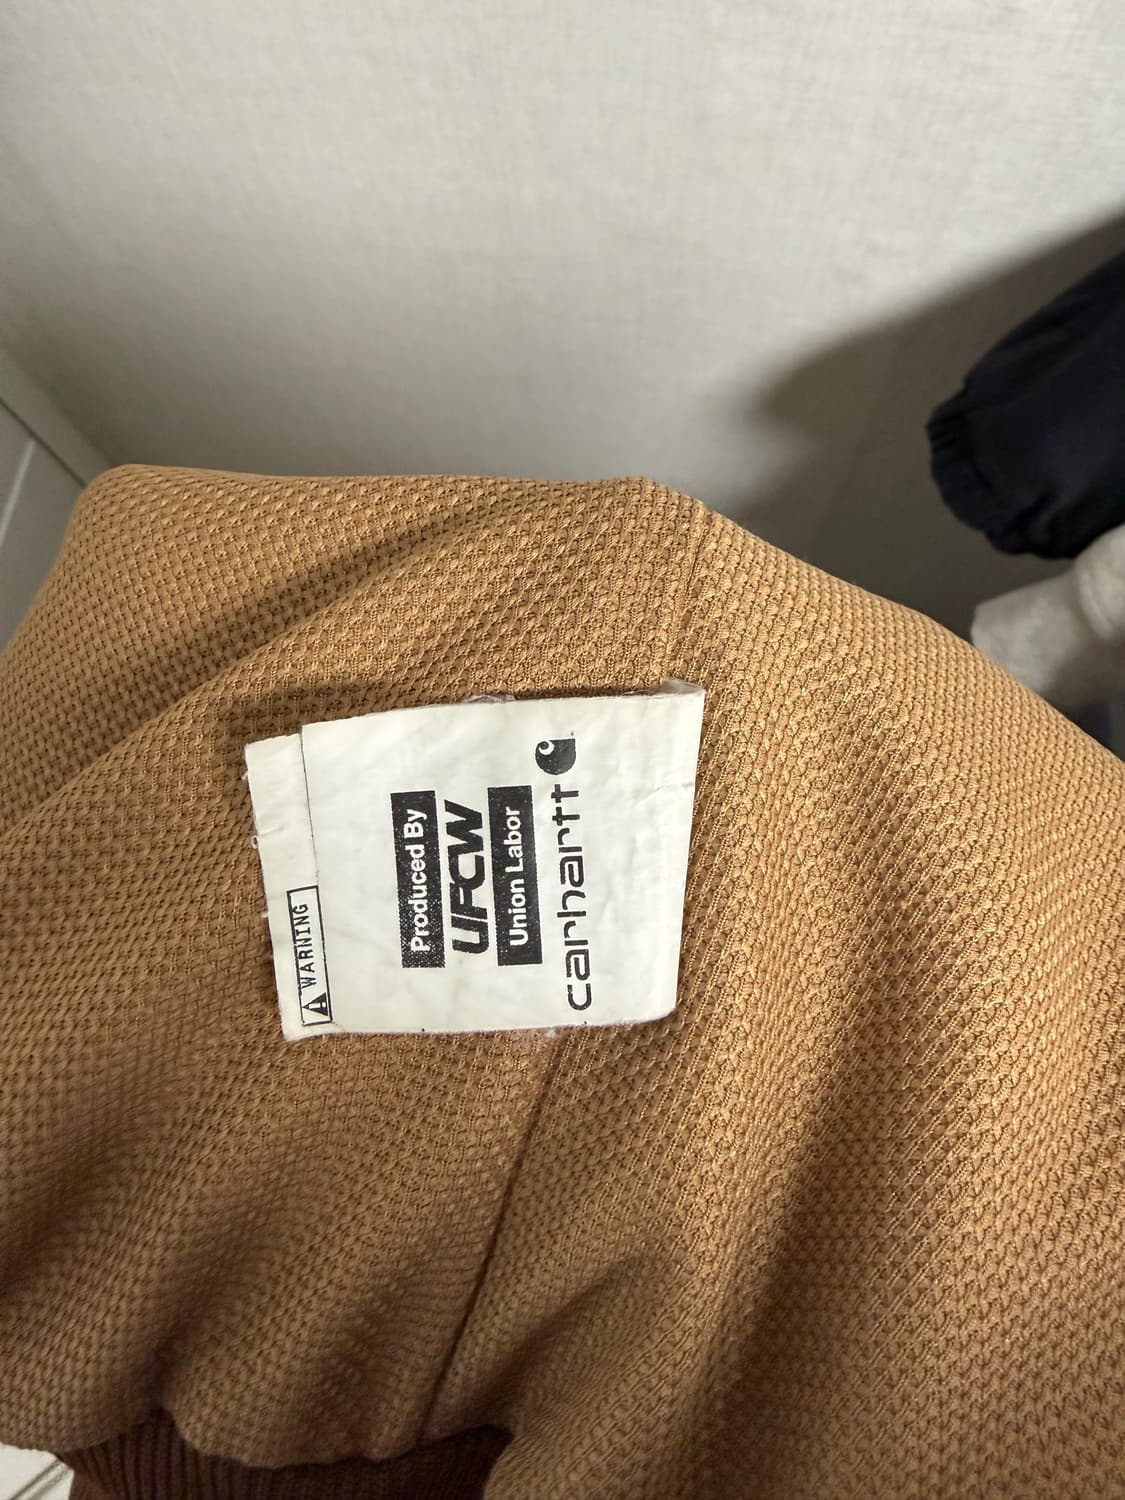 carhartt
Produced By
UFCW
Union Labor
WARNING